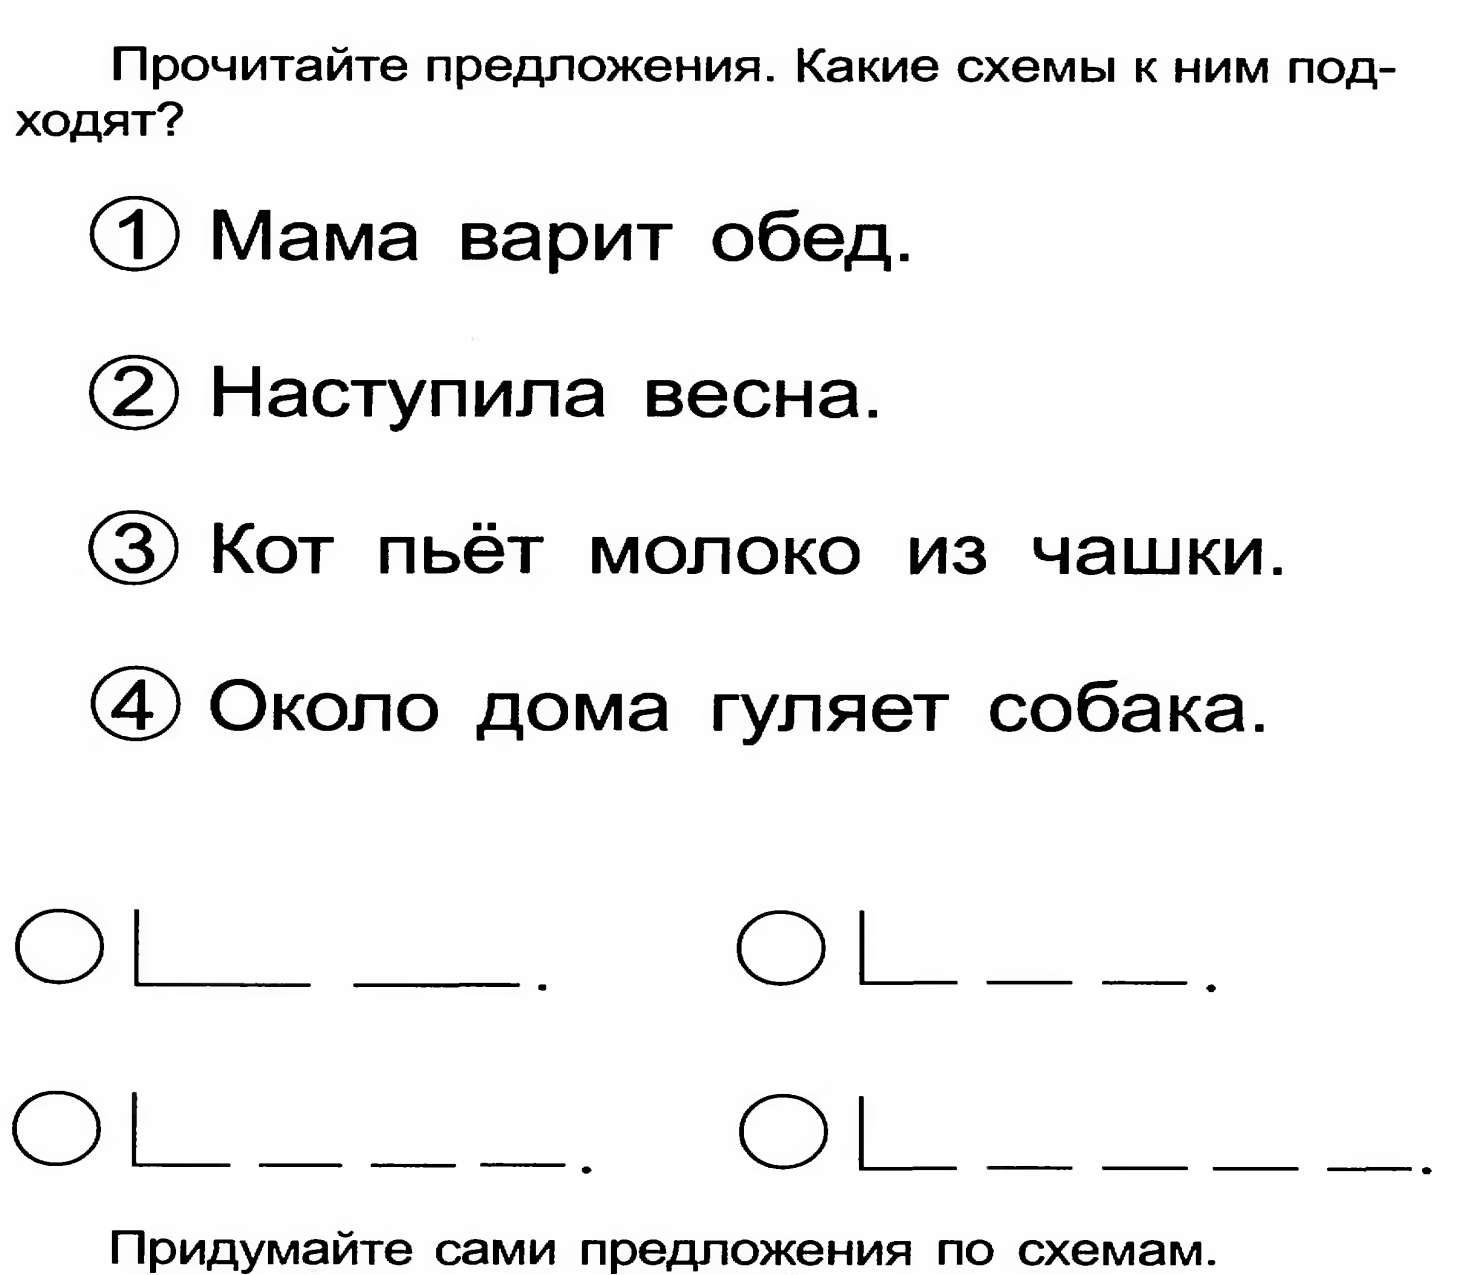 Прочитайте предложения. Какие схемы к ним под-
ходят?
1 Мама варит обед.
2 Наступила весна.
3 Кот пьёт молоко из чашки.
4 Около дома гуляет собака.
Придумайте сами предложения по схемам.